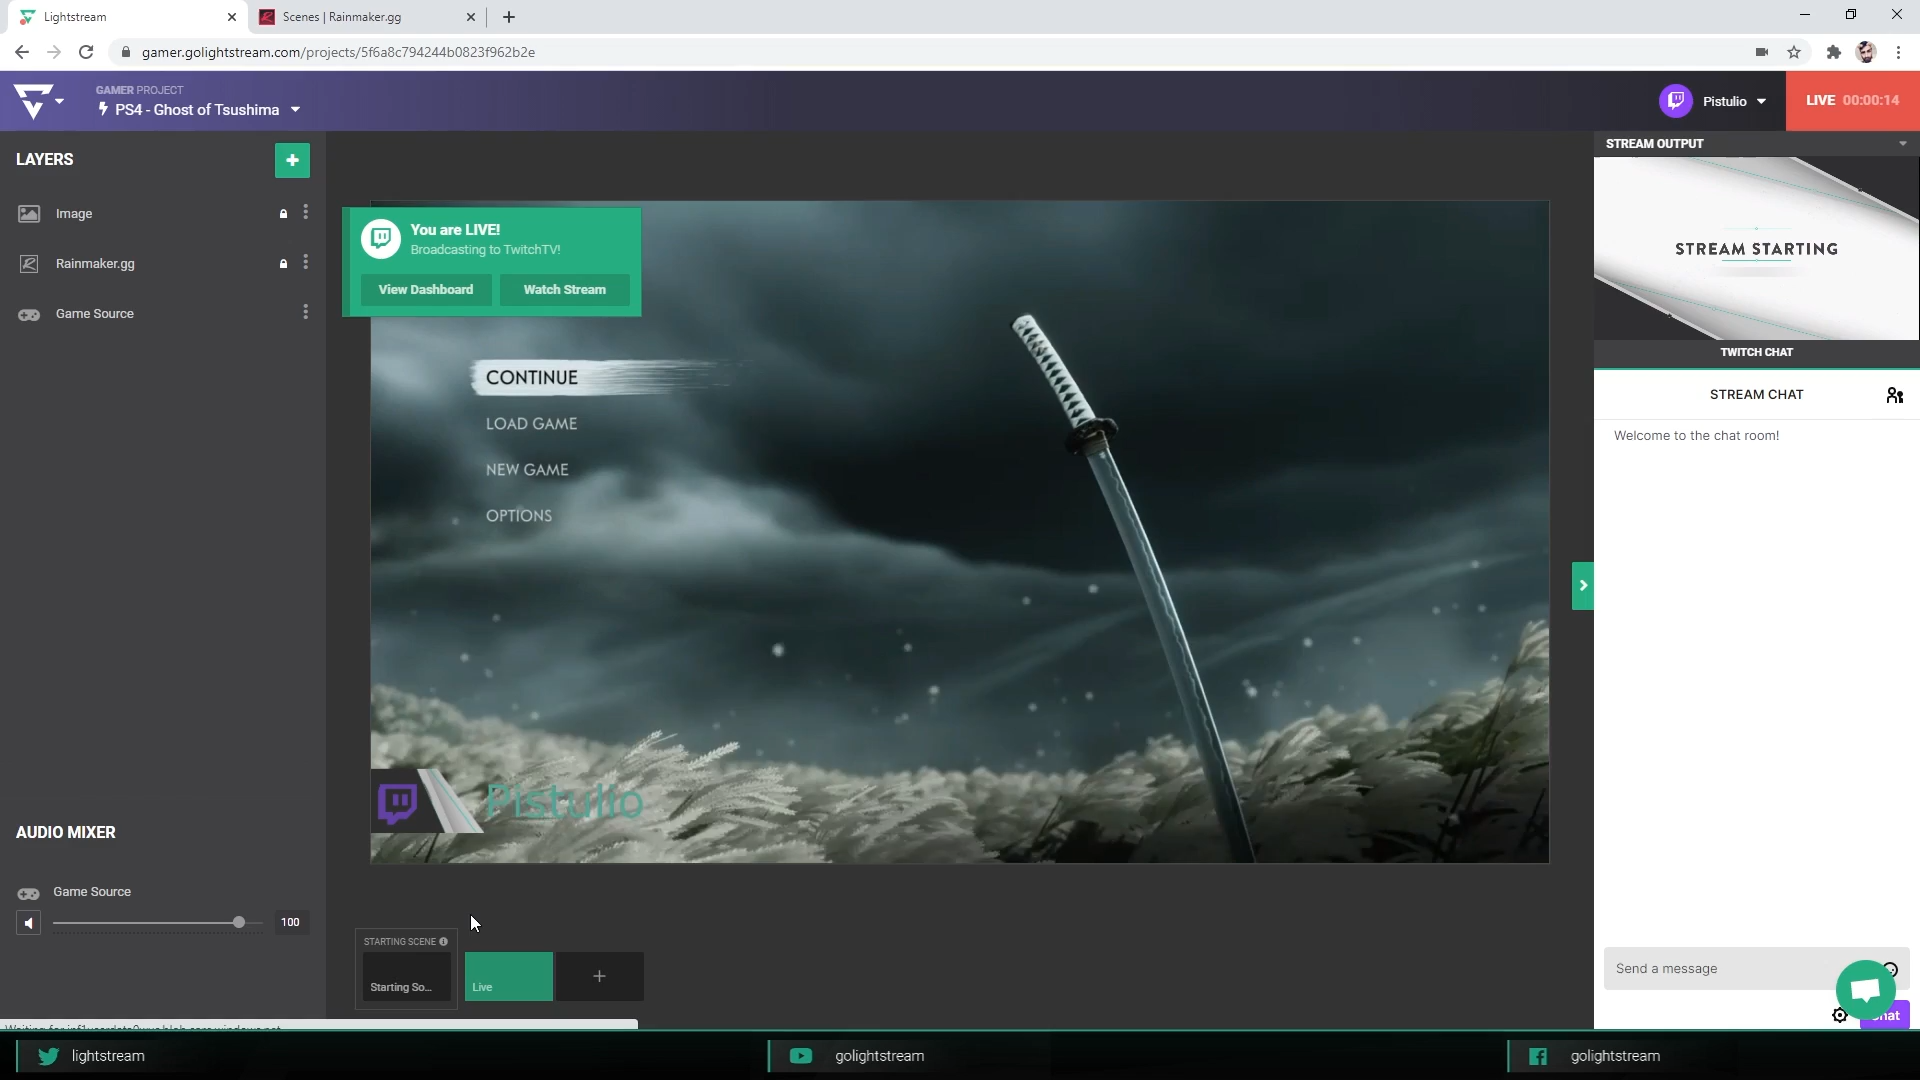 Lightstream
Scenes | Rainmaker.gg
gamer.golightstream.com/projects/5f6a8c794244b0823f962b2e
GAMER PROJECT
PS4 - Ghost of Tsushima
Pistulio
LIVE 00:00:14
LAYERS
Image
Rainmaker.gg
Game Source
You are LIVE!
Broadcasting to TwitchTV!
View Dashboard
Watch Stream
CONTINUE
LOAD GAME
NEW GAME
OPTIONS
Pistulio
STREAM OUTPUT
STREAM STARTING
TWITCH CHAT
STREAM CHAT
Welcome to the chat room!
Send a message
AUDIO MIXER
Game Source
100
STARTING SCENE
Starting So...
Live
lightstream
golightstream
golightstream